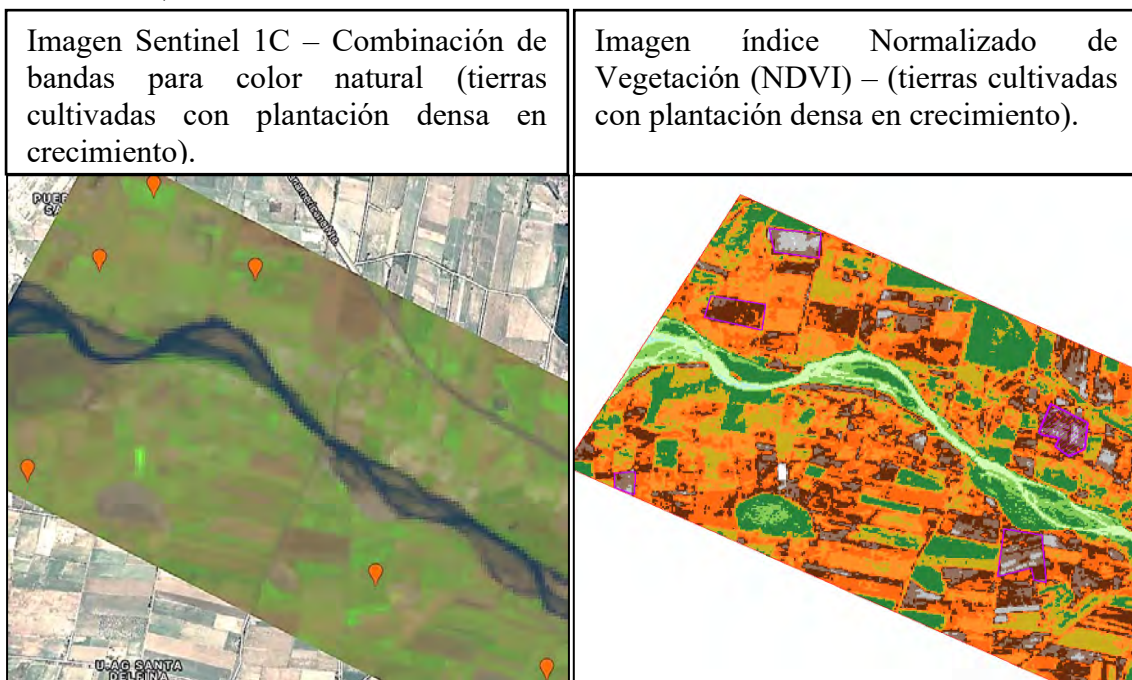 Imagen Sentinel 1C – Combinación de
bandas para color natural (tierras
cultivadas con plantación densa en
crecimiento).
Imagen índice Normalizado de
Vegetación (NDVI) – (tierras cultivadas
con plantación densa en crecimiento).
U.AG SANTA
DELFINA